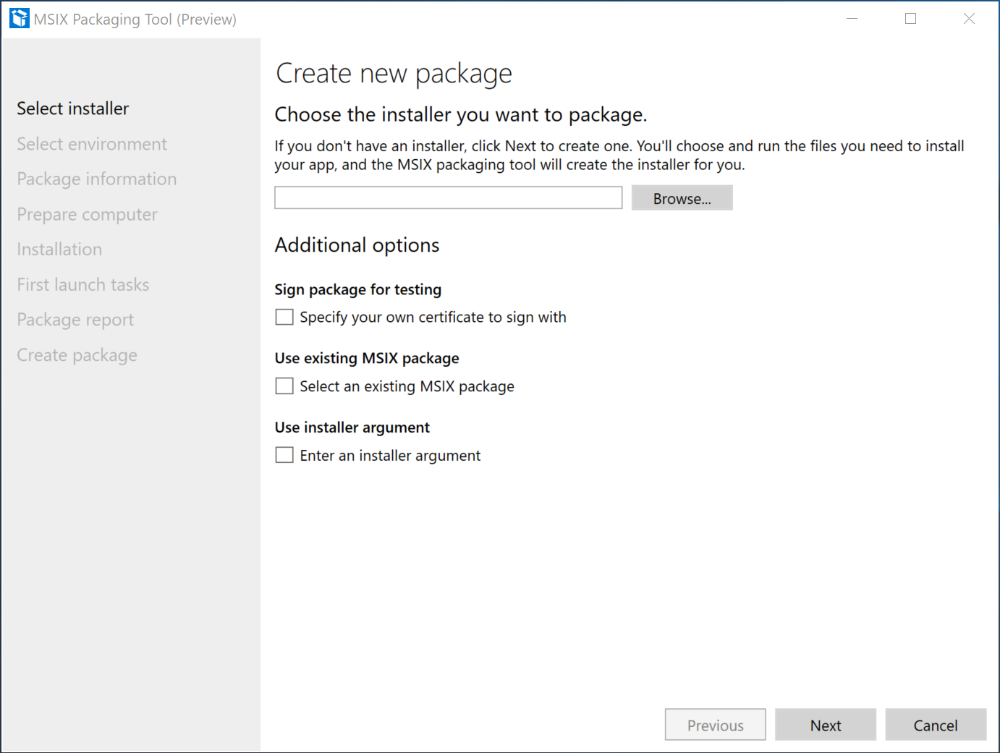 MSIX Packaging Tool (Preview)
Select installer
Select environment
Package information
Prepare computer
Installation
First launch tasks
Package report
Create package
Create new package
Choose the installer you want to package.
If you don't have an installer, click Next to create one. You'll choose and run the files you need to install
your app, and the MSIX packaging tool will create the installer for you.
Browse...
Additional options
Sign package for testing
Specify your own certificate to sign with
Use existing MSIX package
Select an existing MSIX package
Use installer argument
Enter an installer argument
Previous
Next
Cancel